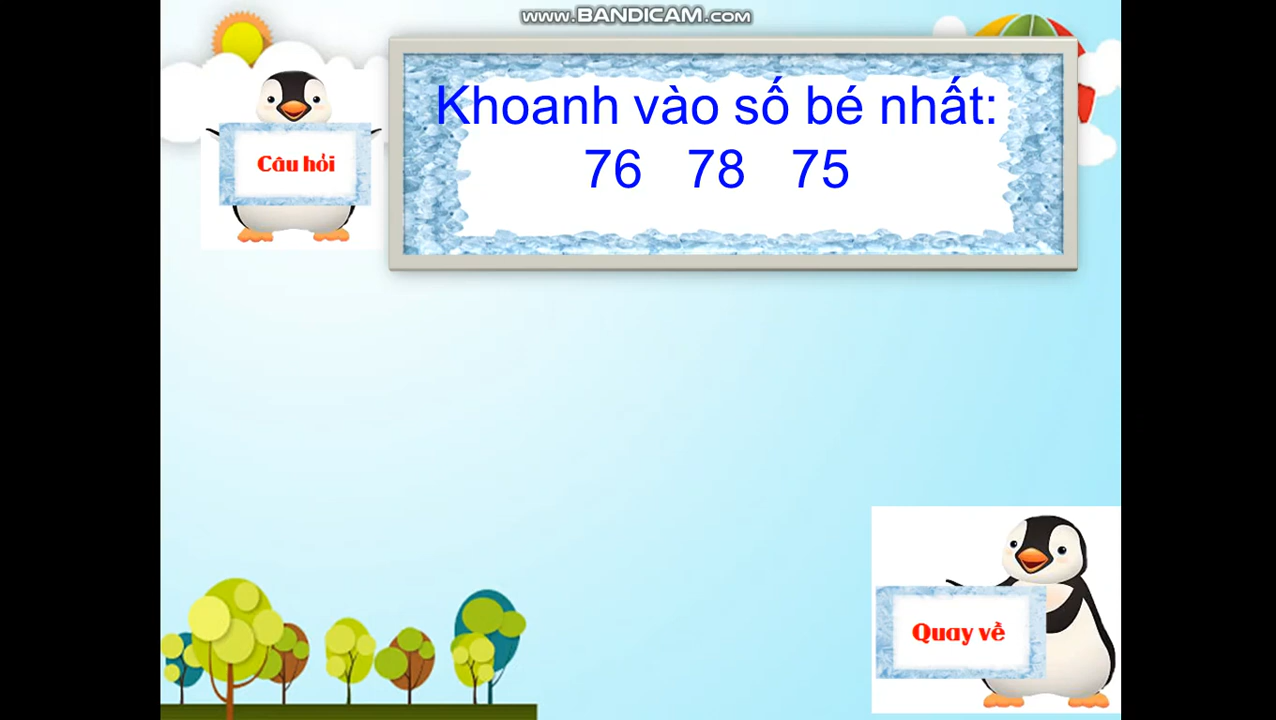 www.BANDICAM.com
Khoanh vào số bé nhất:
76 78 75
Câu hỏi
Quay về